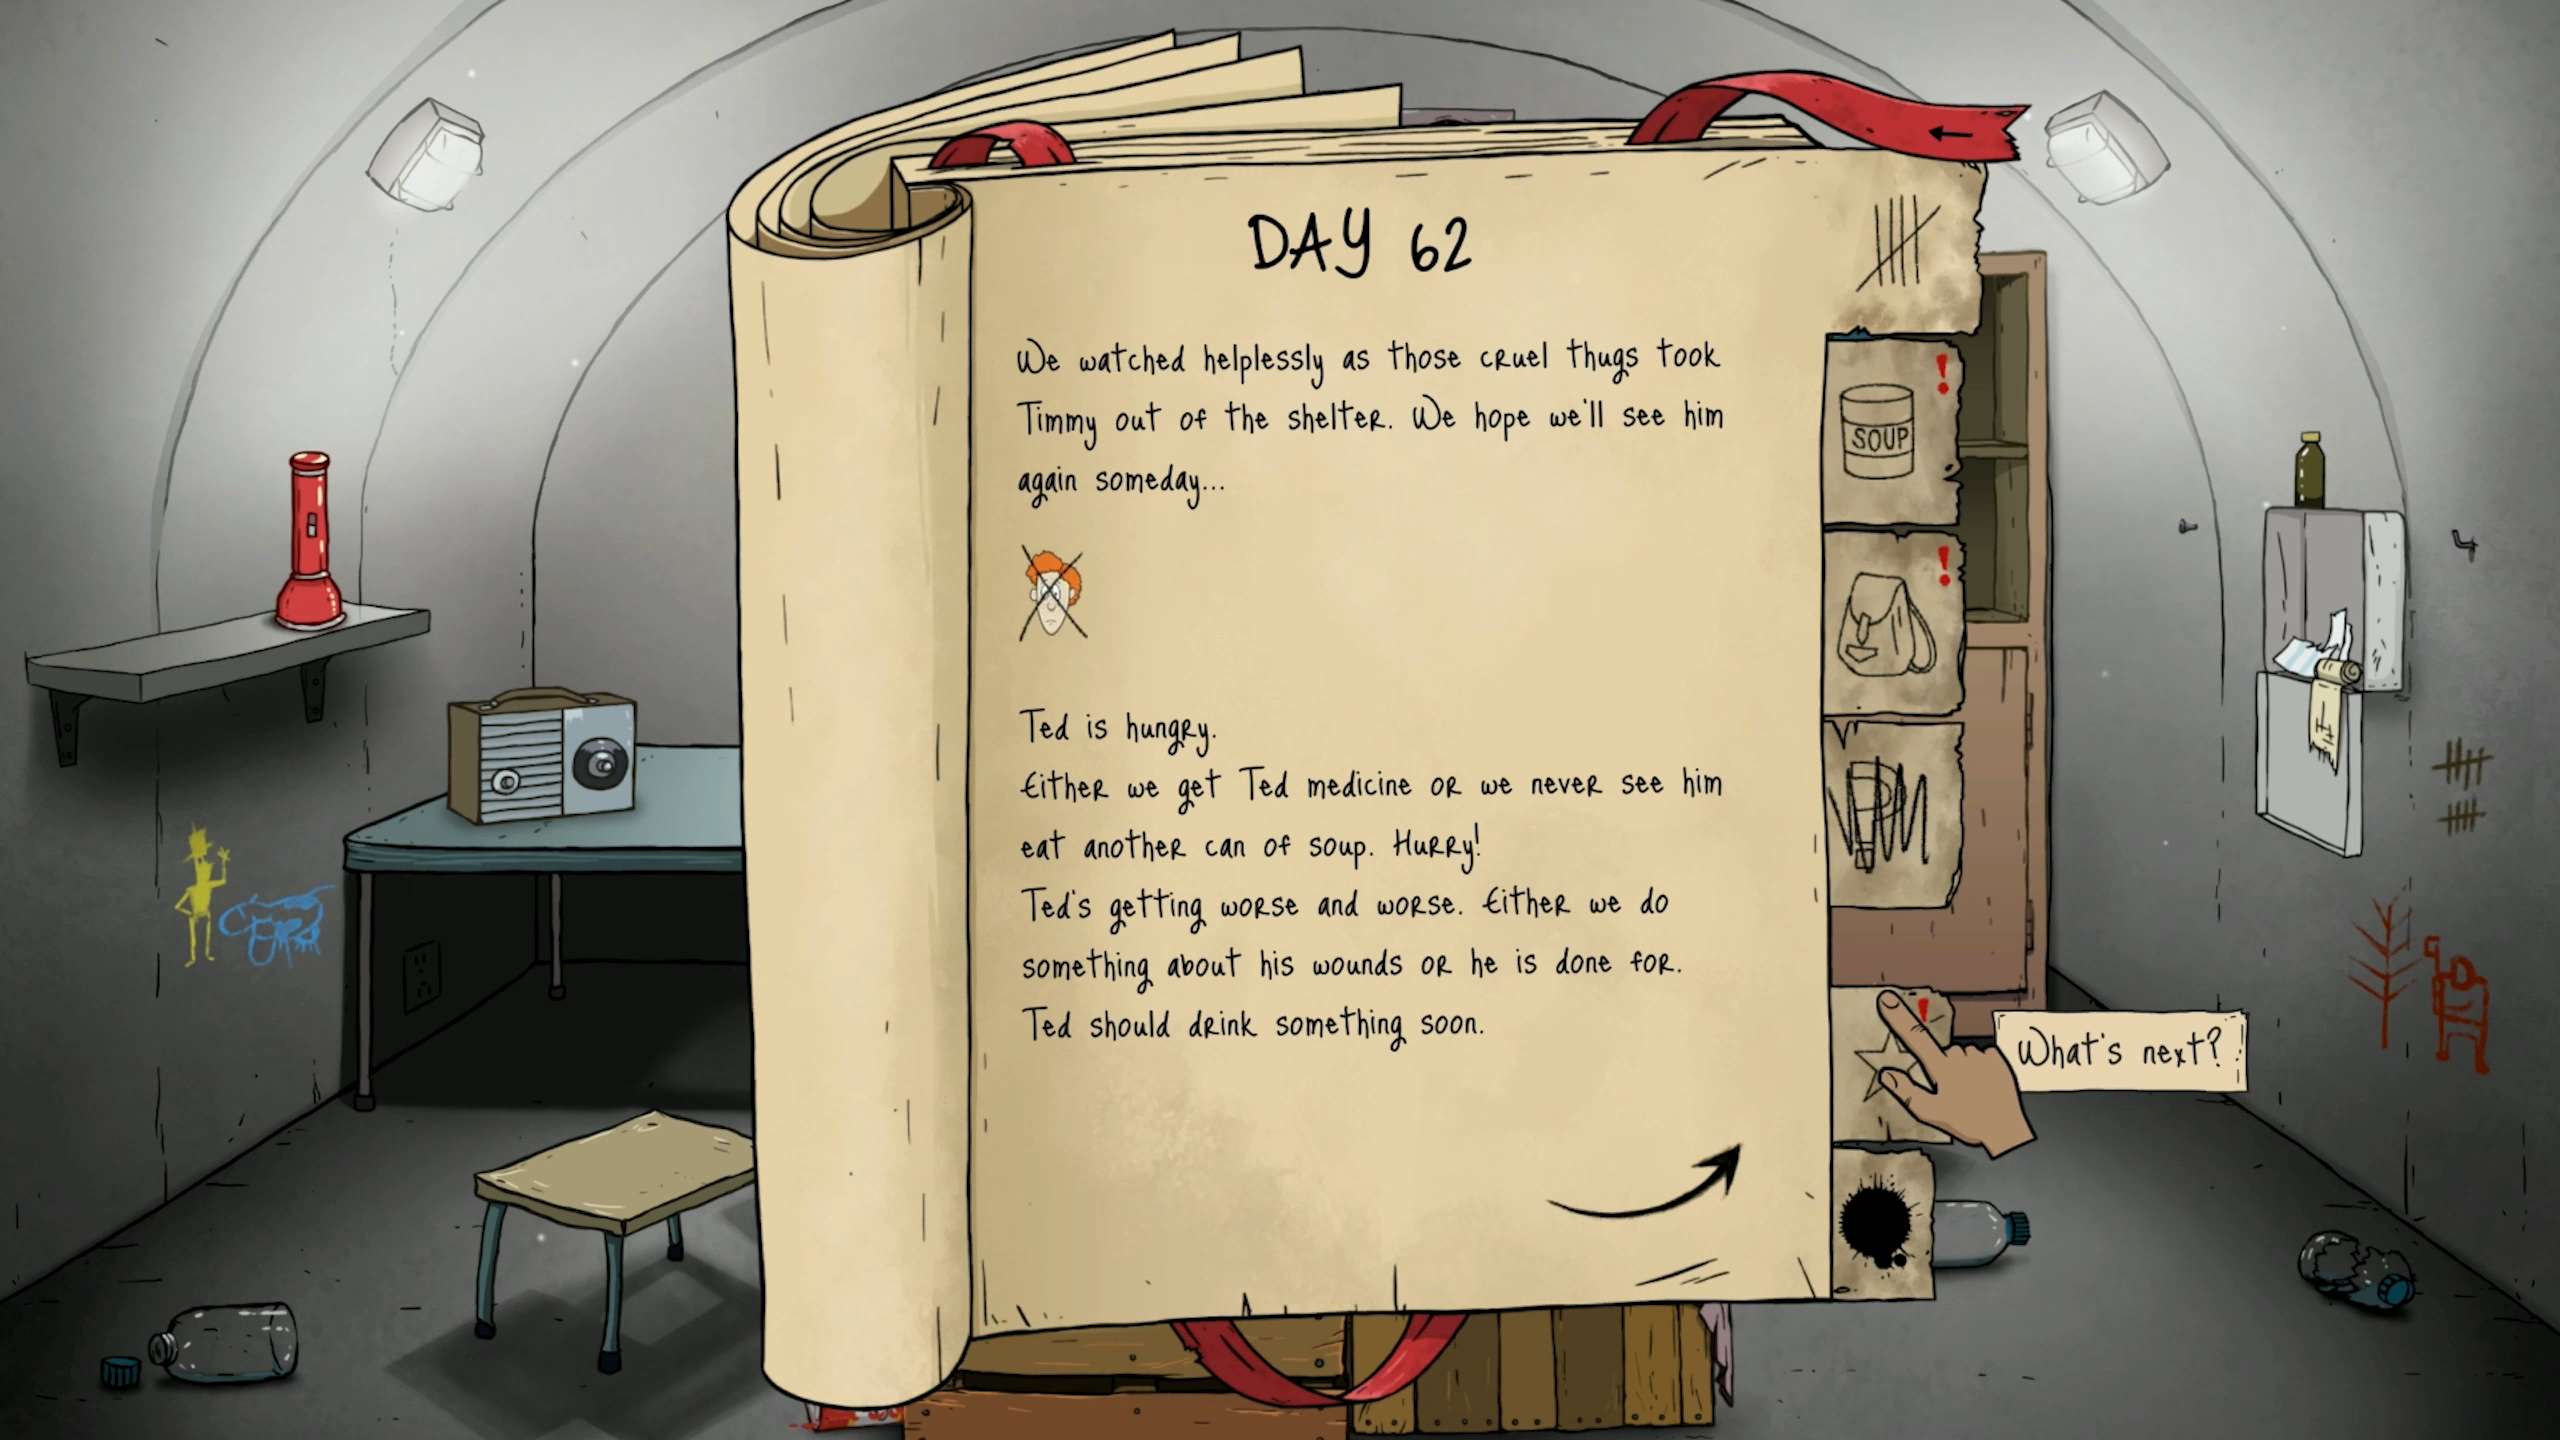 DAY 62
We watched helplessly as those cruel thugs took
Timmy out of the shelter. We hope we'll see him
again someday...
Ted is hungry.
Either we get Ted medicine or we never see him
eat another can of soup. Hurry!
Ted's getting worse and worse. Either we do
something about his wounds or he is done for.
Ted should drink something soon.
!
SOUP
!
!
What's next?